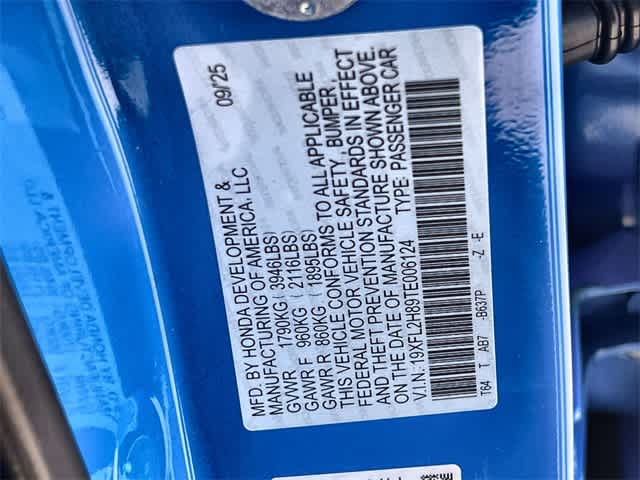 MFD. BY HONDA DEVELOPMENT & 09/25
MANUFACTURING OF AMERICA, LLC
GVWR 1790KG ( 3946LBS)
GAWR F 960KG ( 2116LBS)
GAWR R 860KG ( 1895LBS)
THIS VEHICLE CONFORMS TO ALL APPLICABLE
FEDERAL MOTOR VEHICLE SAFETY, BUMPER,
AND THEFT PREVENTION STANDARDS IN EFFECT
ON THE DATE OF MANUFACTURE SHOWN ABOVE.
V.I.N: 19XFL2H89TE006124 TYPE: PASSENGER CAR
T64 T AB7 -B637P -Z -E